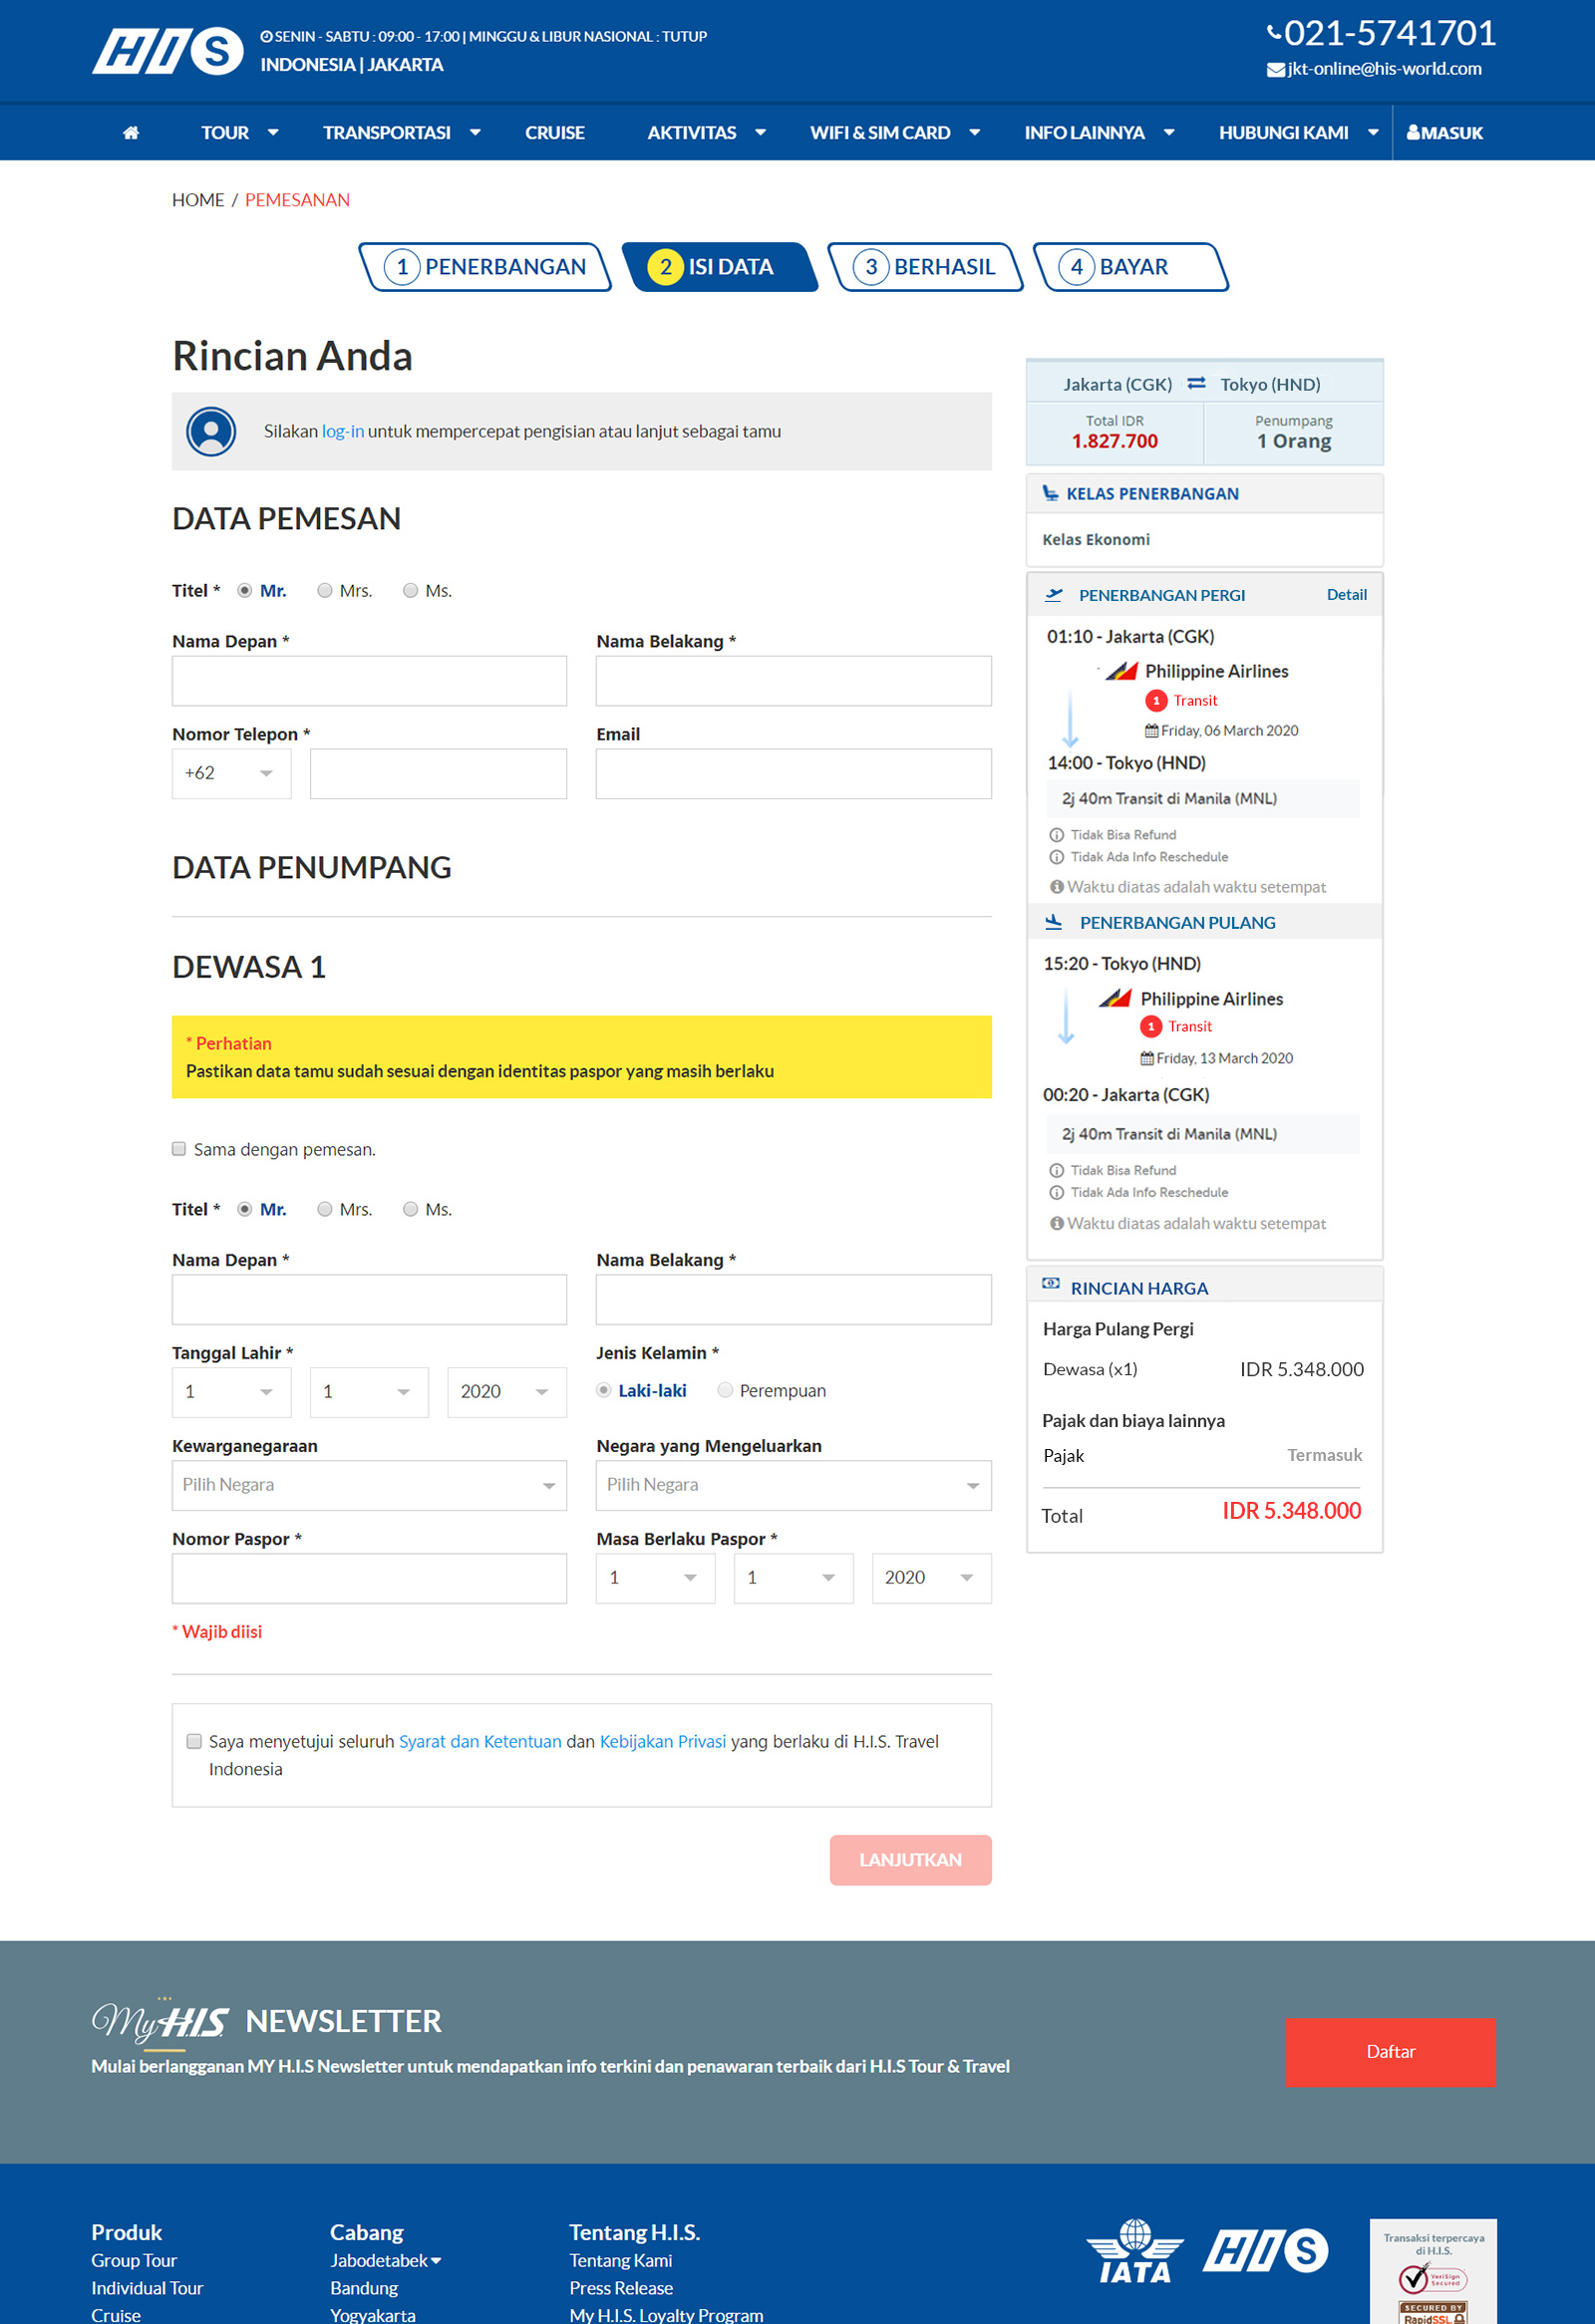 HIS
SENIN - SABTU : 09:00 - 17:00 | MINGGU & LIBUR NASIONAL : TUTUP
INDONESIA | JAKARTA
021-5741701
jkt-online@his-world.com
TOUR TRANSPORTASI CRUISE AKTIVITAS WIFI & SIM CARD INFO LAINNYA HUBUNGI KAMI MASUK
HOME / PEMESANAN
1 PENERBANGAN 2 ISI DATA 3 BERHASIL 4 BAYAR
Rincian Anda
Silakan log-in untuk mempercepat pengisian atau lanjut sebagai tamu
DATA PEMESAN
Titel * Mr. Mrs. Ms.
Nama Depan * Nama Belakang *
Nomor Telepon * Email
+62
DATA PENUMPANG
DEWASA 1
* Perhatian
Pastikan data tamu sudah sesuai dengan identitas paspor yang masih berlaku
Sama dengan pemesan.
Titel * Mr. Mrs. Ms.
Nama Depan * Nama Belakang *
Tanggal Lahir * Jenis Kelamin *
1 1 2020 Laki-laki Perempuan
Kewarganegaraan Negara yang Mengeluarkan
Pilih Negara Pilih Negara
Nomor Paspor * Masa Berlaku Paspor *
1 1 2020
* Wajib diisi
Saya menyetujui seluruh Syarat dan Ketentuan dan Kebijakan Privasi yang berlaku di H.I.S. Travel
Indonesia
LANJUTKAN
Jakarta (CGK) Tokyo (HND)
Total IDR Penumpang
1.827.700 1 Orang
KELAS PENERBANGAN
Kelas Ekonomi
PENERBANGAN PERGI Detail
01:10 - Jakarta (CGK)
Philippine Airlines
1 Transit
Friday, 06 March 2020
14:00 - Tokyo (HND)
2j 40m Transit di Manila (MNL)
Tidak Bisa Refund
Tidak Ada Info Reschedule
Waktu diatas adalah waktu setempat
PENERBANGAN PULANG
15:20 - Tokyo (HND)
Philippine Airlines
1 Transit
Friday, 13 March 2020
00:20 - Jakarta (CGK)
2j 40m Transit di Manila (MNL)
Tidak Bisa Refund
Tidak Ada Info Reschedule
Waktu diatas adalah waktu setempat
RINCIAN HARGA
Harga Pulang Pergi
Dewasa (x1) IDR 5.348.000
Pajak dan biaya lainnya
Pajak Termasuk
Total IDR 5.348.000
My H.I.S. NEWSLETTER
Mulai berlangganan MY H.I.S Newsletter untuk mendapatkan info terkini dan penawaran terbaik dari H.I.S Tour & Travel
Daftar
Produk
Group Tour
Individual Tour
Cruise
Cabang
Jabodetabek
Bandung
Yogyakarta
Tentang H.I.S.
Tentang Kami
Press Release
My H.I.S. Loyalty Program
IATA
HIS
Transaksi terpercaya
di H.I.S.
VeriSign
Secured
SECURED BY
RapidSSL